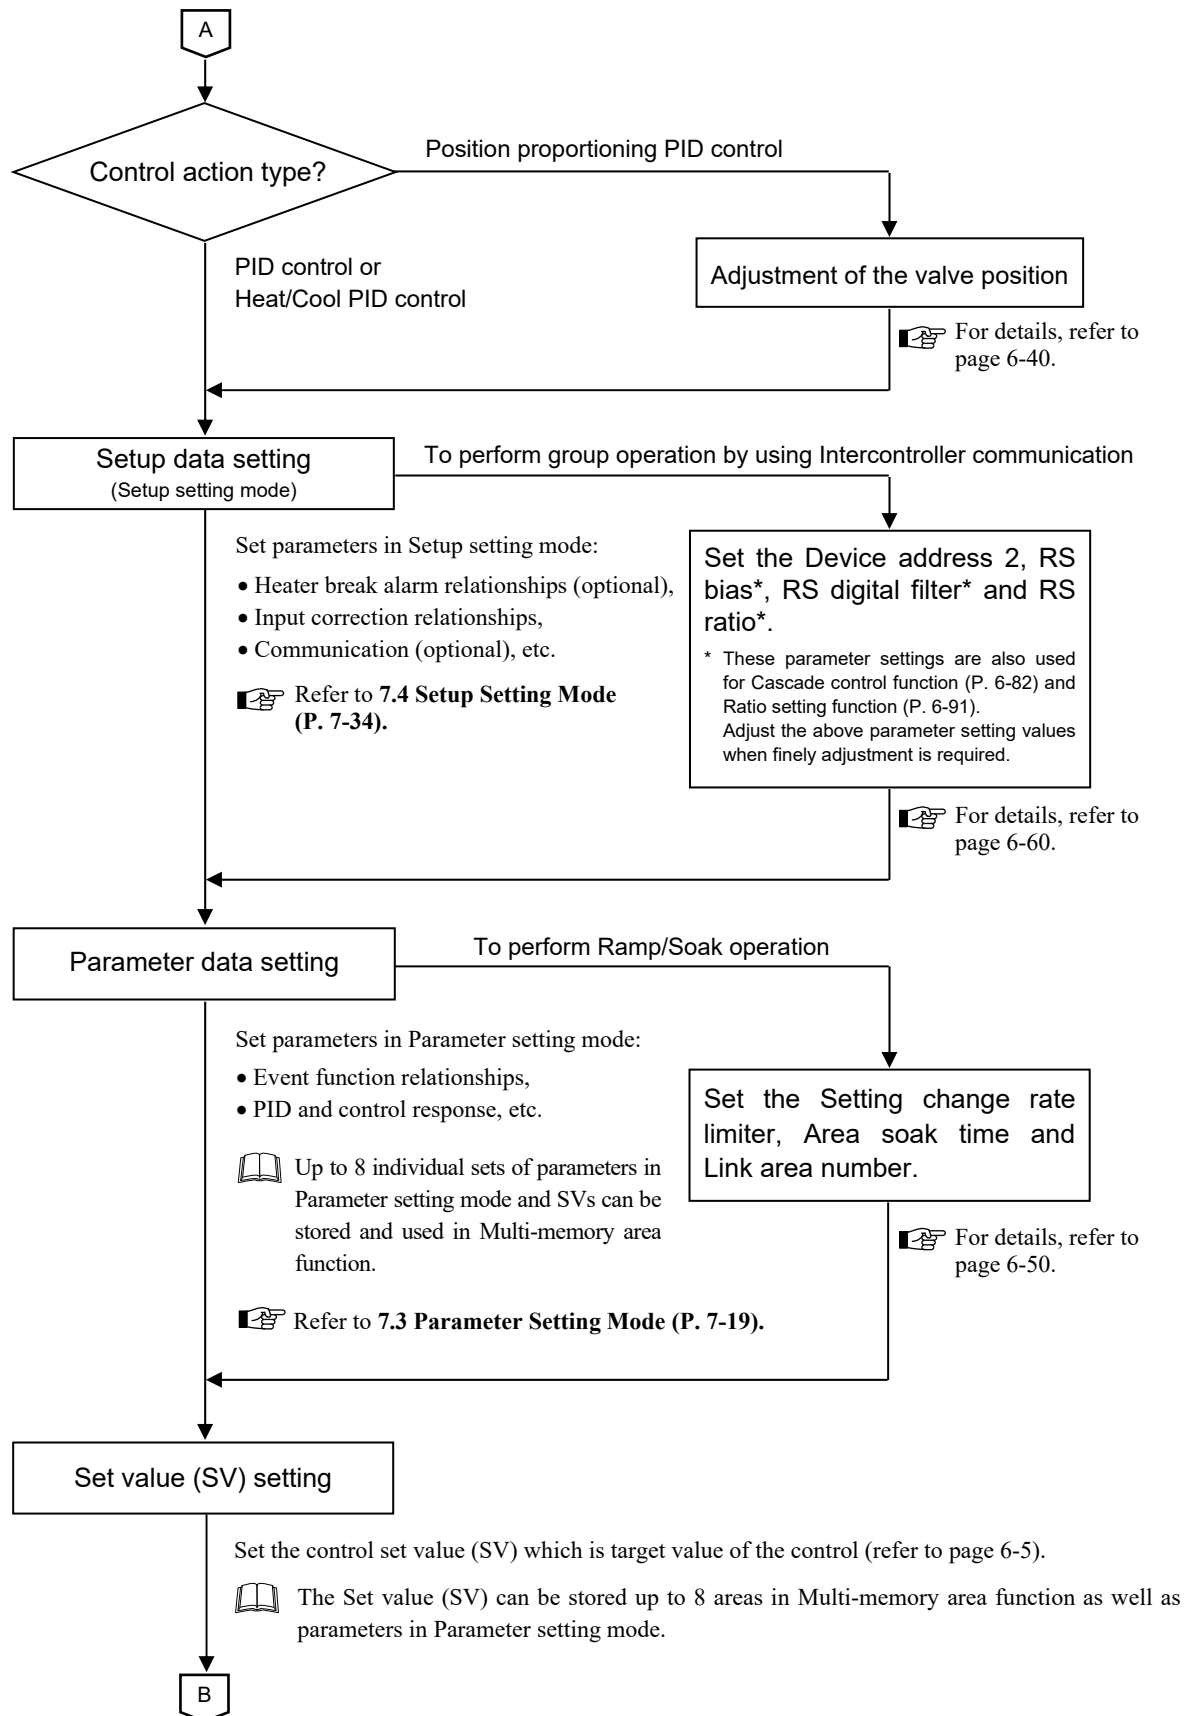 A
Control action type?
Position proportioning PID control
PID control or
Heat/Cool PID control
Adjustment of the valve position
For details, refer to
page 6-40.
Setup data setting
(Setup setting mode)
To perform group operation by using Intercontroller communication
Set parameters in Setup setting mode:
• Heater break alarm relationships (optional),
• Input correction relationships,
• Communication (optional), etc.
Refer to 7.4 Setup Setting Mode
(P. 7-34).
Set the Device address 2, RS
bias*, RS digital filter* and RS
ratio*.
* These parameter settings are also used
for Cascade control function (P. 6-82) and
Ratio setting function (P. 6-91).
Adjust the above parameter setting values
when finely adjustment is required.
For details, refer to
page 6-60.
Parameter data setting
To perform Ramp/Soak operation
Set parameters in Parameter setting mode:
• Event function relationships,
• PID and control response, etc.
Up to 8 individual sets of parameters in
Parameter setting mode and SVs can be
stored and used in Multi-memory area
function.
Refer to 7.3 Parameter Setting Mode (P. 7-19).
Set the Setting change rate
limiter, Area soak time and
Link area number.
For details, refer to
page 6-50.
Set value (SV) setting
Set the control set value (SV) which is target value of the control (refer to page 6-5).
The Set value (SV) can be stored up to 8 areas in Multi-memory area function as well as
parameters in Parameter setting mode.
B